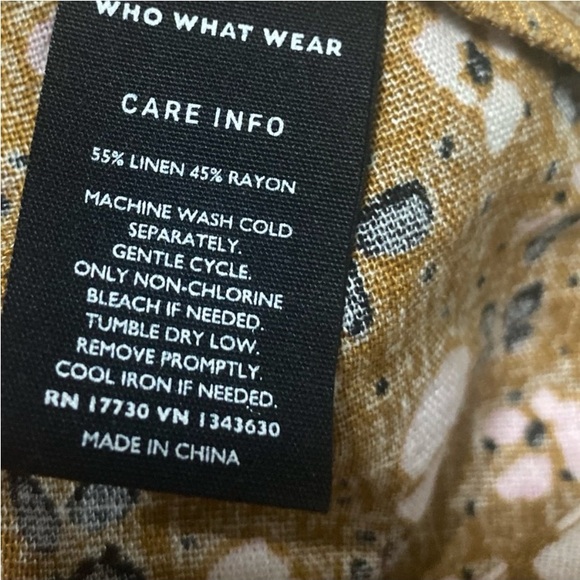 WHO WHAT WEAR
CARE INFO
55% LINEN 45% RAYON
MACHINE WASH COLD
SEPARATELY.
GENTLE CYCLE.
ONLY NON-CHLORINE
BLEACH IF NEEDED.
TUMBLE DRY LOW.
REMOVE PROMPTLY.
COOL IRON IF NEEDED.
RN 17730 VN 1343630
MADE IN CHINA